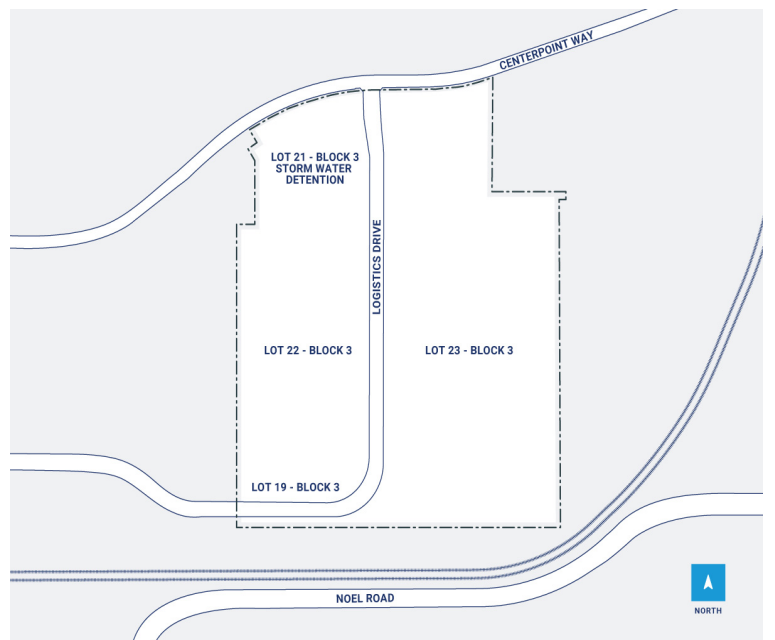 CENTERPOINT WAY
LOT 21 - BLOCK 3
STORM WATER
DETENTION
LOGISTICS DRIVE
LOT 22 - BLOCK 3
LOT 23 - BLOCK 3
LOT 19 - BLOCK 3
NOEL ROAD
NORTH